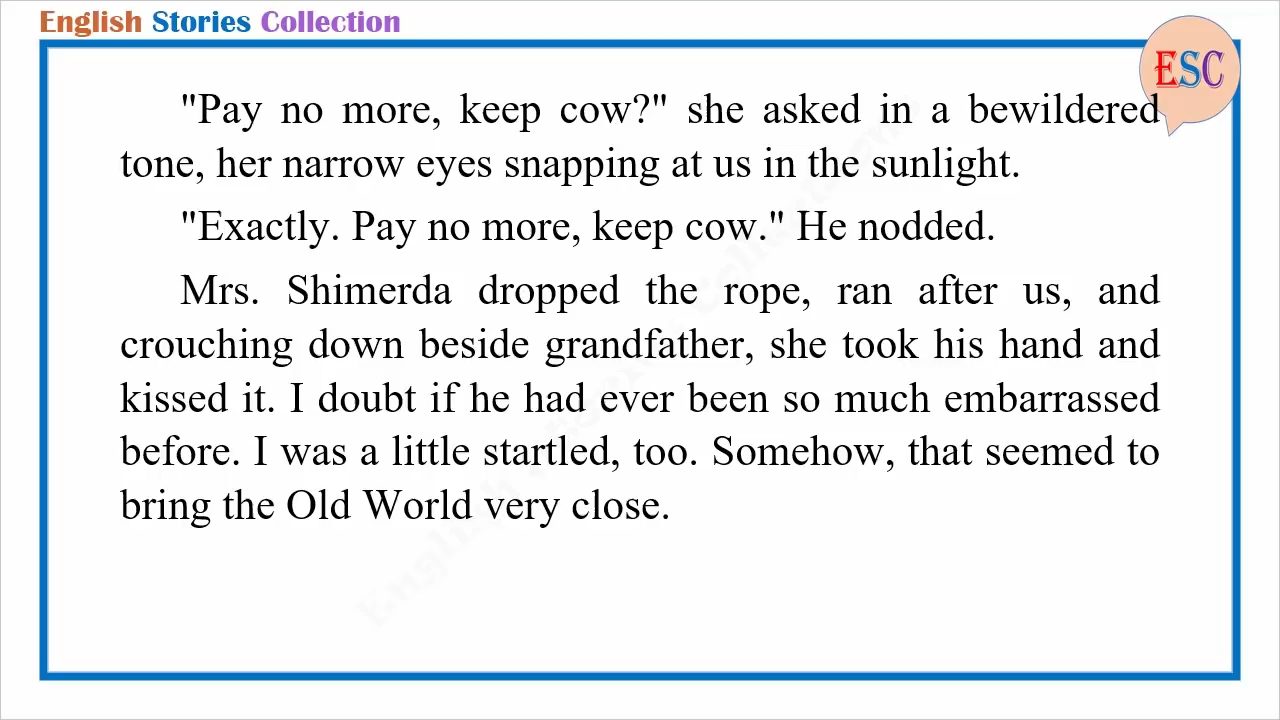 English Stories Collection
ESC
"Pay no more, keep cow?" she asked in a bewildered
tone, her narrow eyes snapping at us in the sunlight.
"Exactly. Pay no more, keep cow." He nodded.
Mrs. Shimerda dropped the rope, ran after us, and
crouching down beside grandfather, she took his hand and
kissed it. I doubt if he had ever been so much embarrassed
before. I was a little startled, too. Somehow, that seemed to
bring the Old World very close.